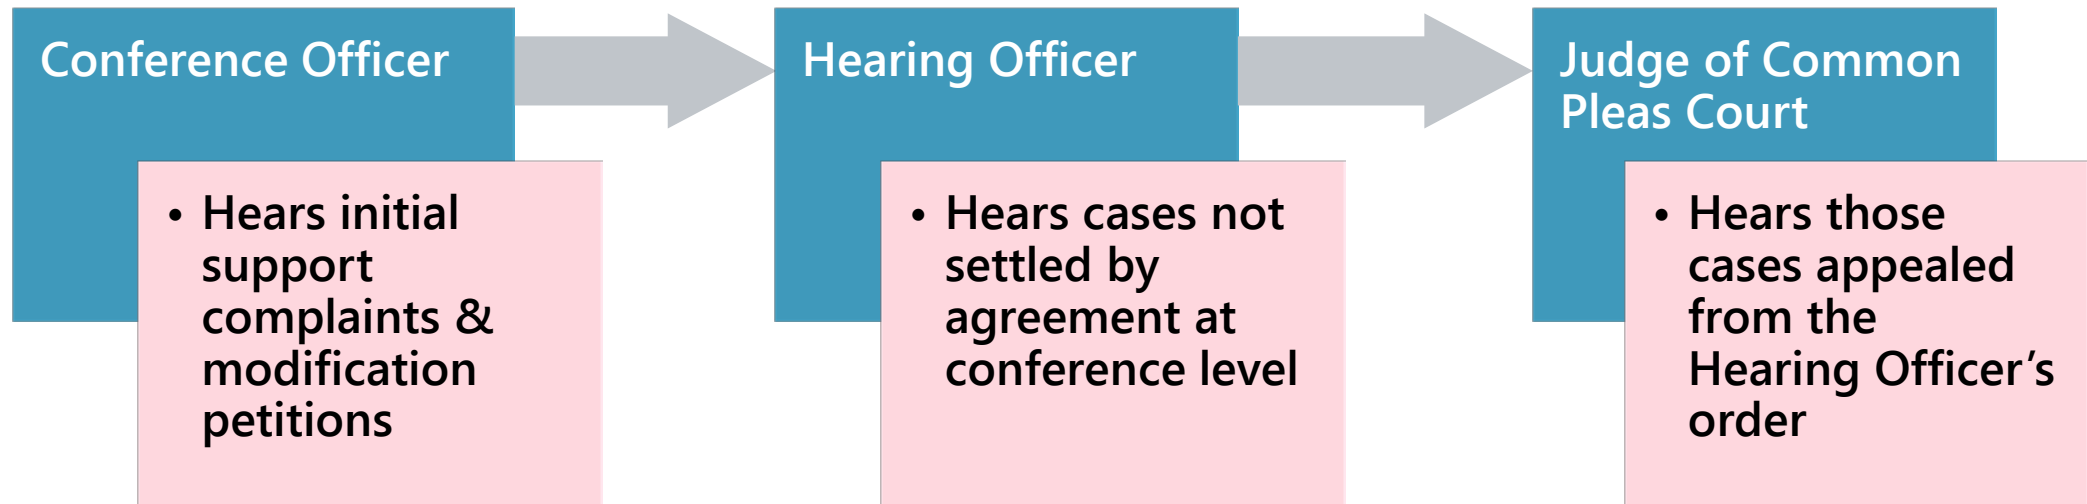 Conference Officer
• Hears initial
support
complaints &
modification
petitions
Hearing Officer
• Hears cases not
settled by
agreement at
conference level
Judge of Common
Pleas Court
• Hears those
cases appealed
from the
Hearing Officer’s
order